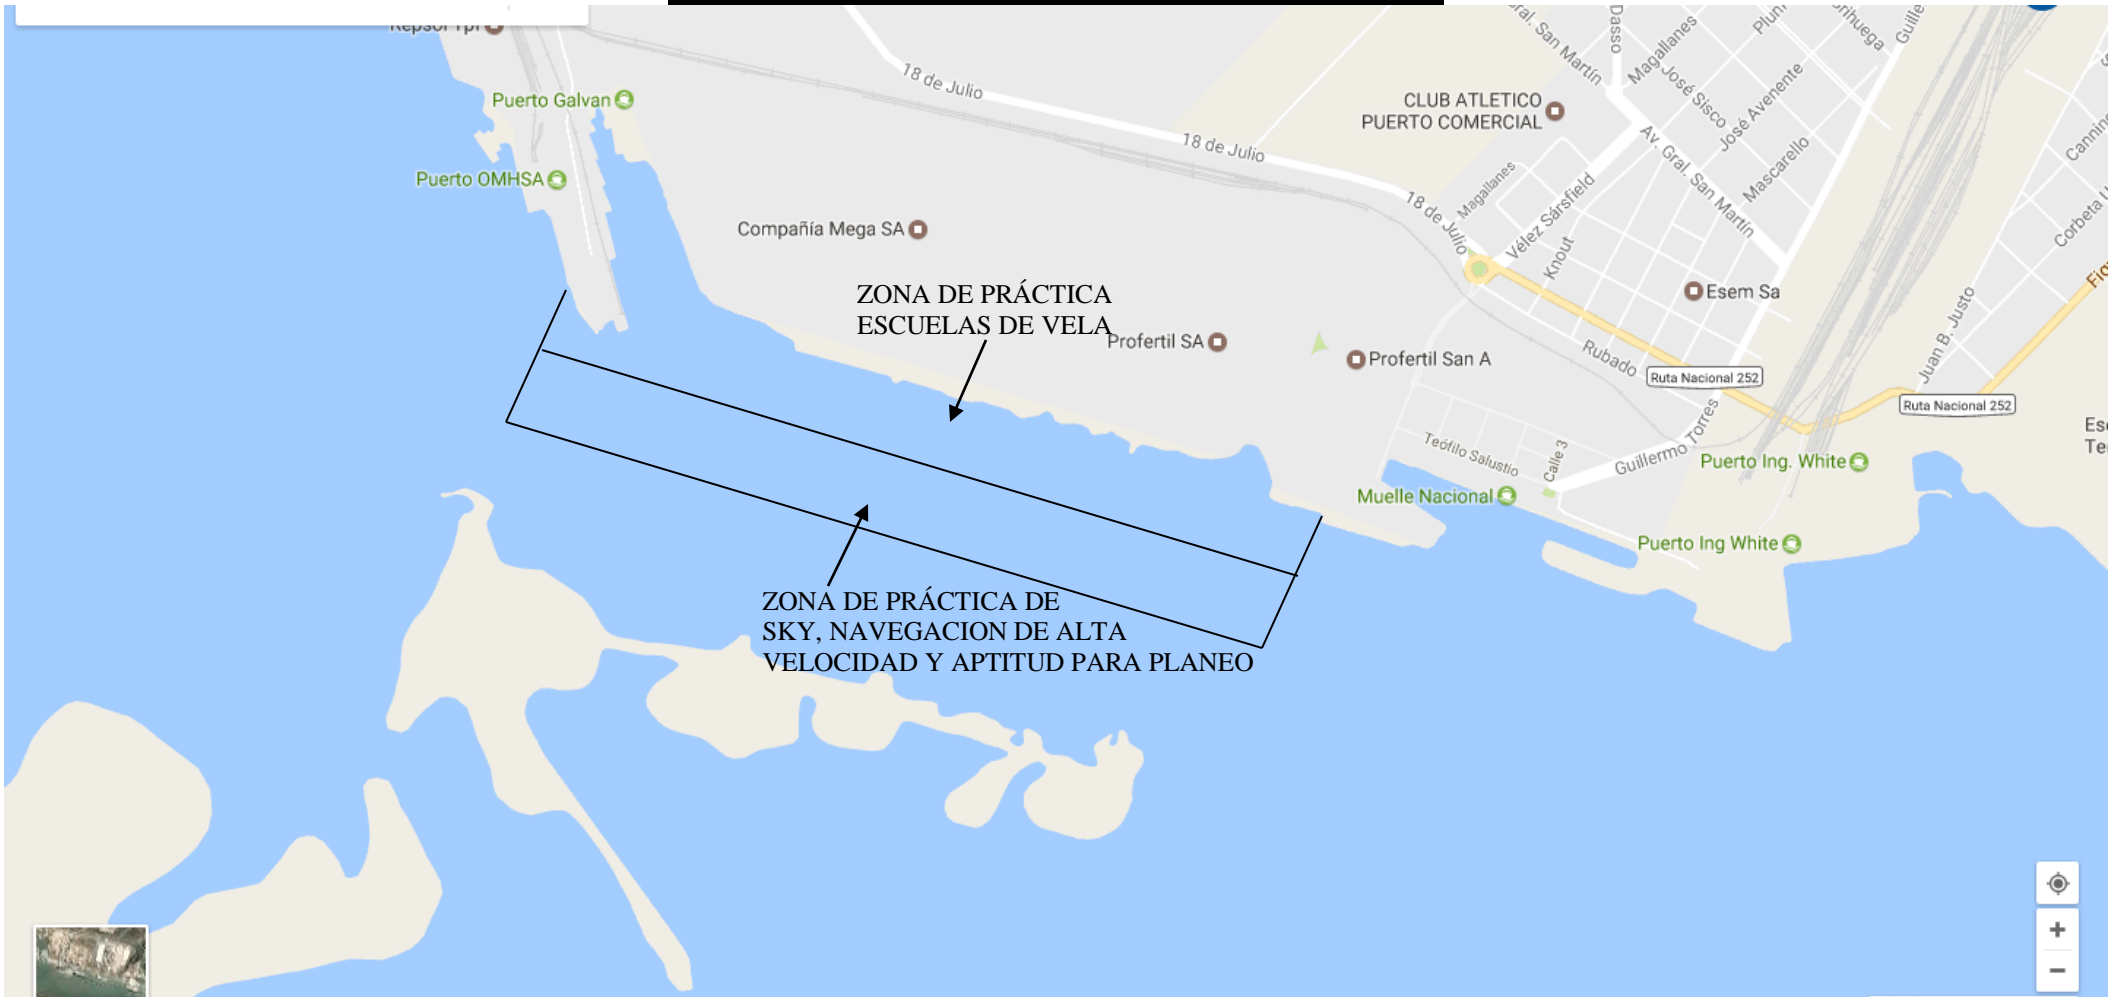 Repsol Ypf
Puerto Galvan
Puerto OMHSA
18 de Julio
18 de Julio
18 de Julio
CLUB ATLETICO
PUERTO COMERCIAL
Gral. San Martín
Dasso
Magallanes
José Sisco
José Avenente
Mascarello
Av. Gral. San Martín
Magallanes
Vélez Sársfield
Knout
Compañía Mega SA
ZONA DE PRÁCTICA
ESCUELAS DE VELA
Profertil SA
Profertil San A
Esem Sa
Rubado
Ruta Nacional 252
Ruta Nacional 252
Juan B. Justo
Teófilo Salustio
Calle 3
Guillermo Torres
Puerto Ing. White
Muelle Nacional
Puerto Ing White
ZONA DE PRÁCTICA DE
SKY, NAVEGACION DE ALTA
VELOCIDAD Y APTITUD PARA PLANEO